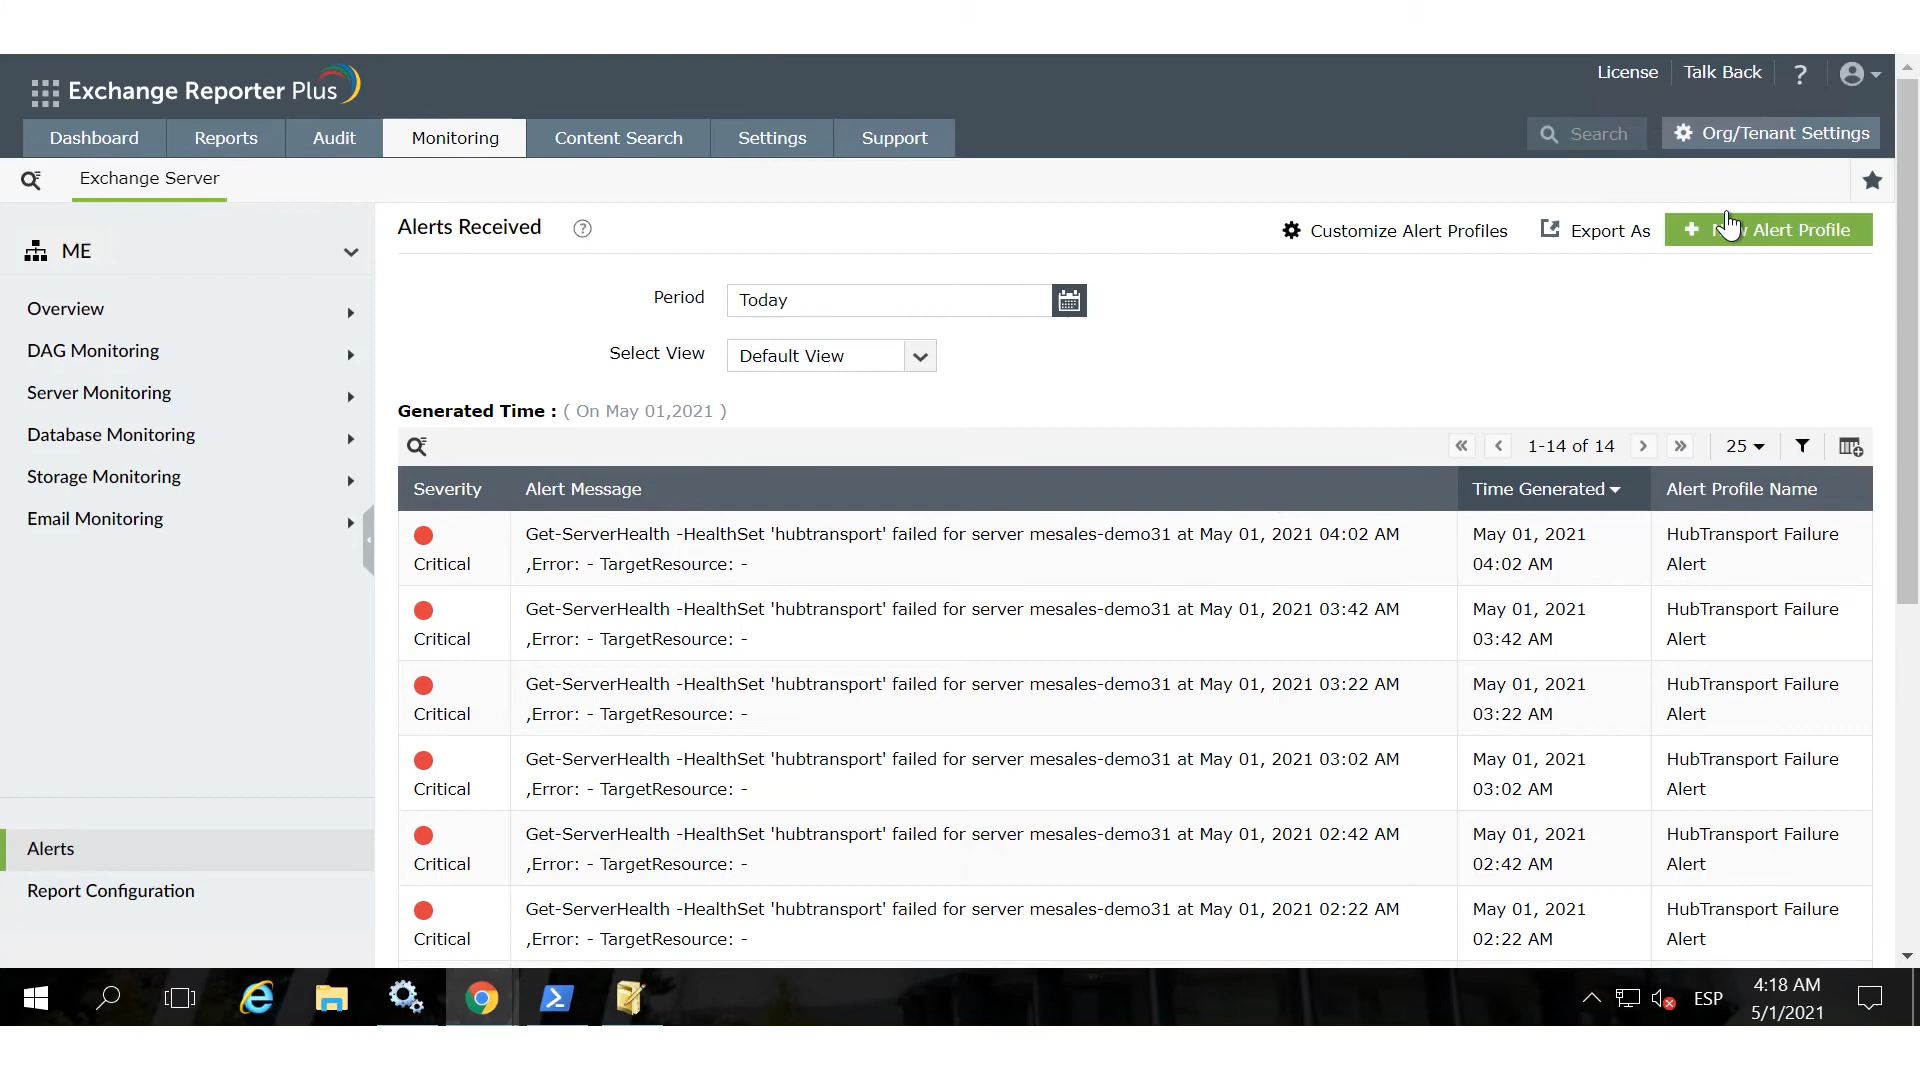 License Talk Back ?
Exchange Reporter Plus
Dashboard Reports Audit Monitoring Content Search Settings Support Search Org/Tenant Settings
Exchange Server
Alerts Received ? Customize Alert Profiles Export As Alert Profile
ME
Overview
DAG Monitoring
Server Monitoring
Database Monitoring
Storage Monitoring
Email Monitoring
Alerts
Report Configuration
Period Today
Select View Default View
Generated Time : ( On May 01,2021 )
« ‹ 1-14 of 14 › » 25
Severity Alert Message Time Generated Alert Profile Name
Get-ServerHealth -HealthSet 'hubtransport' failed for server mesales-demo31 at May 01, 2021 04:02 AM May 01, 2021 HubTransport Failure
Critical ,Error: - TargetResource: - 04:02 AM Alert
Get-ServerHealth -HealthSet 'hubtransport' failed for server mesales-demo31 at May 01, 2021 03:42 AM May 01, 2021 HubTransport Failure
Critical ,Error: - TargetResource: - 03:42 AM Alert
Get-ServerHealth -HealthSet 'hubtransport' failed for server mesales-demo31 at May 01, 2021 03:22 AM May 01, 2021 HubTransport Failure
Critical ,Error: - TargetResource: - 03:22 AM Alert
Get-ServerHealth -HealthSet 'hubtransport' failed for server mesales-demo31 at May 01, 2021 03:02 AM May 01, 2021 HubTransport Failure
Critical ,Error: - TargetResource: - 03:02 AM Alert
Get-ServerHealth -HealthSet 'hubtransport' failed for server mesales-demo31 at May 01, 2021 02:42 AM May 01, 2021 HubTransport Failure
Critical ,Error: - TargetResource: - 02:42 AM Alert
Get-ServerHealth -HealthSet 'hubtransport' failed for server mesales-demo31 at May 01, 2021 02:22 AM May 01, 2021 HubTransport Failure
Critical ,Error: - TargetResource: - 02:22 AM Alert
ESP 4:18 AM
5/1/2021